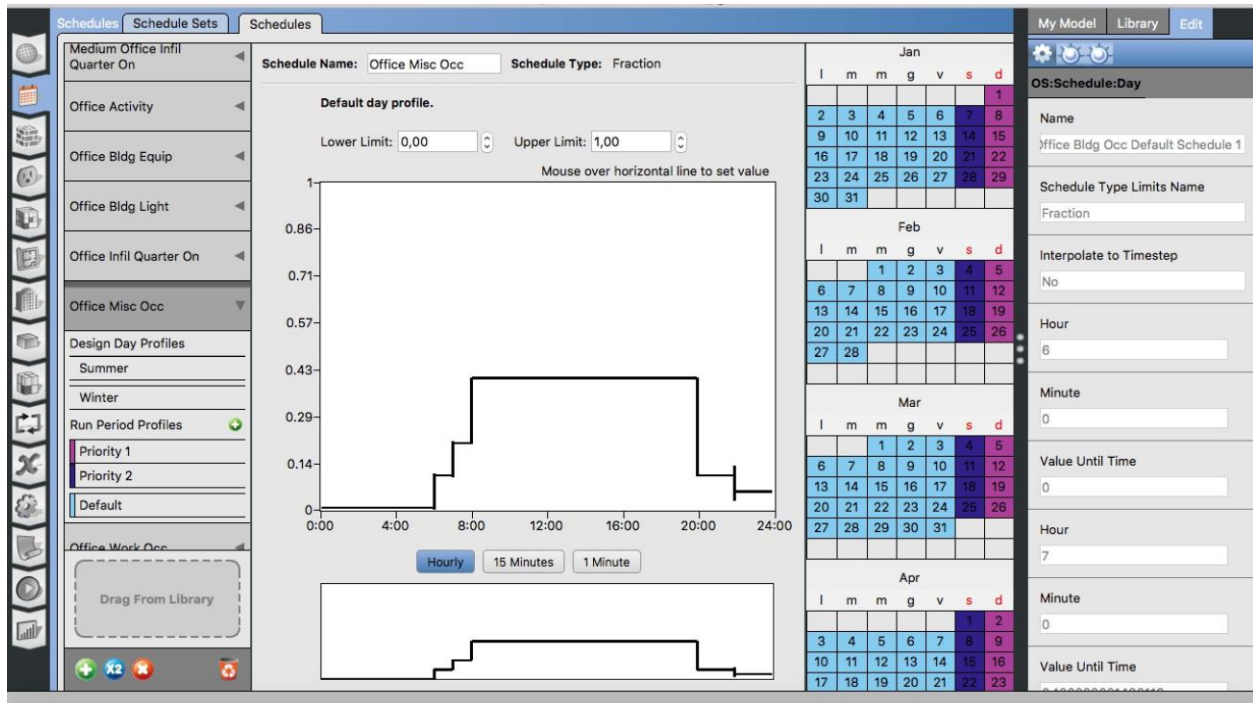 Schedules Schedule Sets Schedules
Medium Office Infil
Quarter On
Office Activity
Office Bldg Equip
Office Bldg Light
Office Infil Quarter On
Office Misc Occ
Design Day Profiles
Summer
Winter
Run Period Profiles
Priority 1
Priority 2
Default
Office Work Occ
Drag From Library
X2
Schedule Name: Office Misc Occ Schedule Type: Fraction
Default day profile.
Lower Limit: 0,00 Upper Limit: 1,00
Mouse over horizontal line to set value
1
0.86
0.71
0.57
0.43
0.29
0.14
0
0:00 4:00 8:00 12:00 16:00 20:00 24:00
Hourly 15 Minutes 1 Minute
Jan
l m m g v s d
1
2 3 4 5 6 7 8
9 10 11 12 13 14 15
16 17 18 19 20 21 22
23 24 25 26 27 28 29
30 31
Feb
l m m g v s d
1 2 3 4 5
6 7 8 9 10 11 12
13 14 15 16 17 18 19
20 21 22 23 24 25 26
27 28
Mar
l m m g v s d
1 2 3 4 5
6 7 8 9 10 11 12
13 14 15 16 17 18 19
20 21 22 23 24 25 26
27 28 29 30 31
Apr
l m m g v s d
1 2
3 4 5 6 7 8 9
10 11 12 13 14 15 16
17 18 19 20 21 22 23
My Model Library Edit
OS:Schedule:Day
Name
Office Bldg Occ Default Schedule 1
Schedule Type Limits Name
Fraction
Interpolate to Timestep
No
Hour
6
Minute
0
Value Until Time
0
Hour
7
Minute
0
Value Until Time